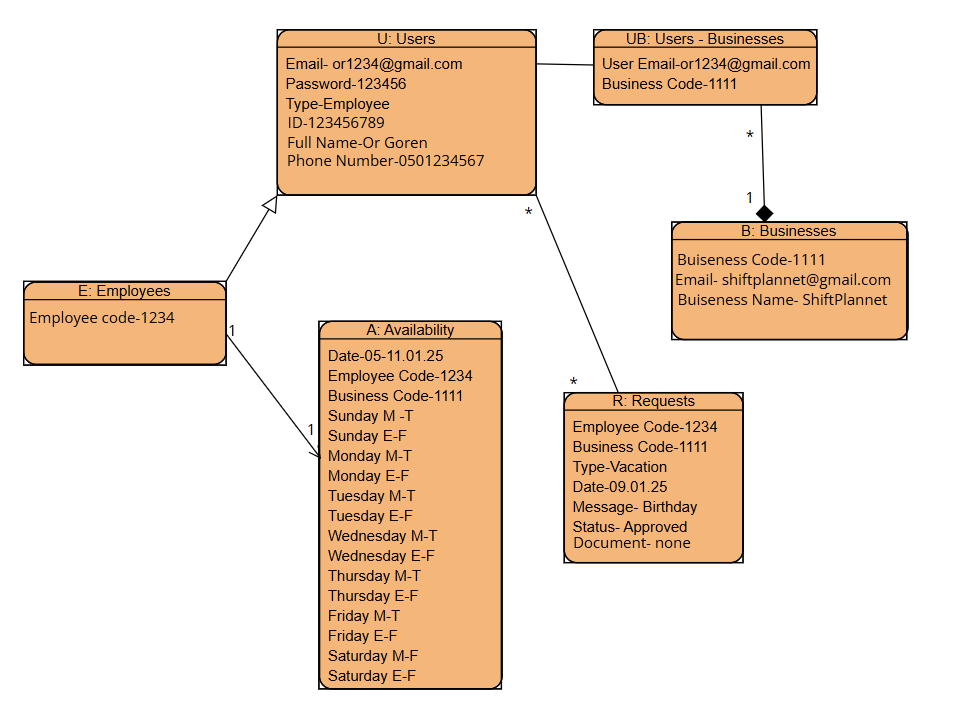 U: Users
Email- or1234@gmail.com
Password-123456
Type-Employee
ID-123456789
Full Name-Or Goren
Phone Number-0501234567
UB: Users - Businesses
User Email-or1234@gmail.com
Business Code-1111
*
1
B: Businesses
Buiseness Code-1111
Email- shiftplannet@gmail.com
Buiseness Name- ShiftPlannet
*
*
E: Employees
Employee code-1234
1
1
A: Availability
Date-05-11.01.25
Employee Code-1234
Business Code-1111
Sunday M -T
Sunday E-F
Monday M-T
Monday E-F
Tuesday M-T
Tuesday E-F
Wednesday M-T
Wednesday E-F
Thursday M-T
Thursday E-F
Friday M-T
Friday E-F
Saturday M-F
Saturday E-F
R: Requests
Employee Code-1234
Business Code-1111
Type-Vacation
Date-09.01.25
Message- Birthday
Status- Approved
Document- none